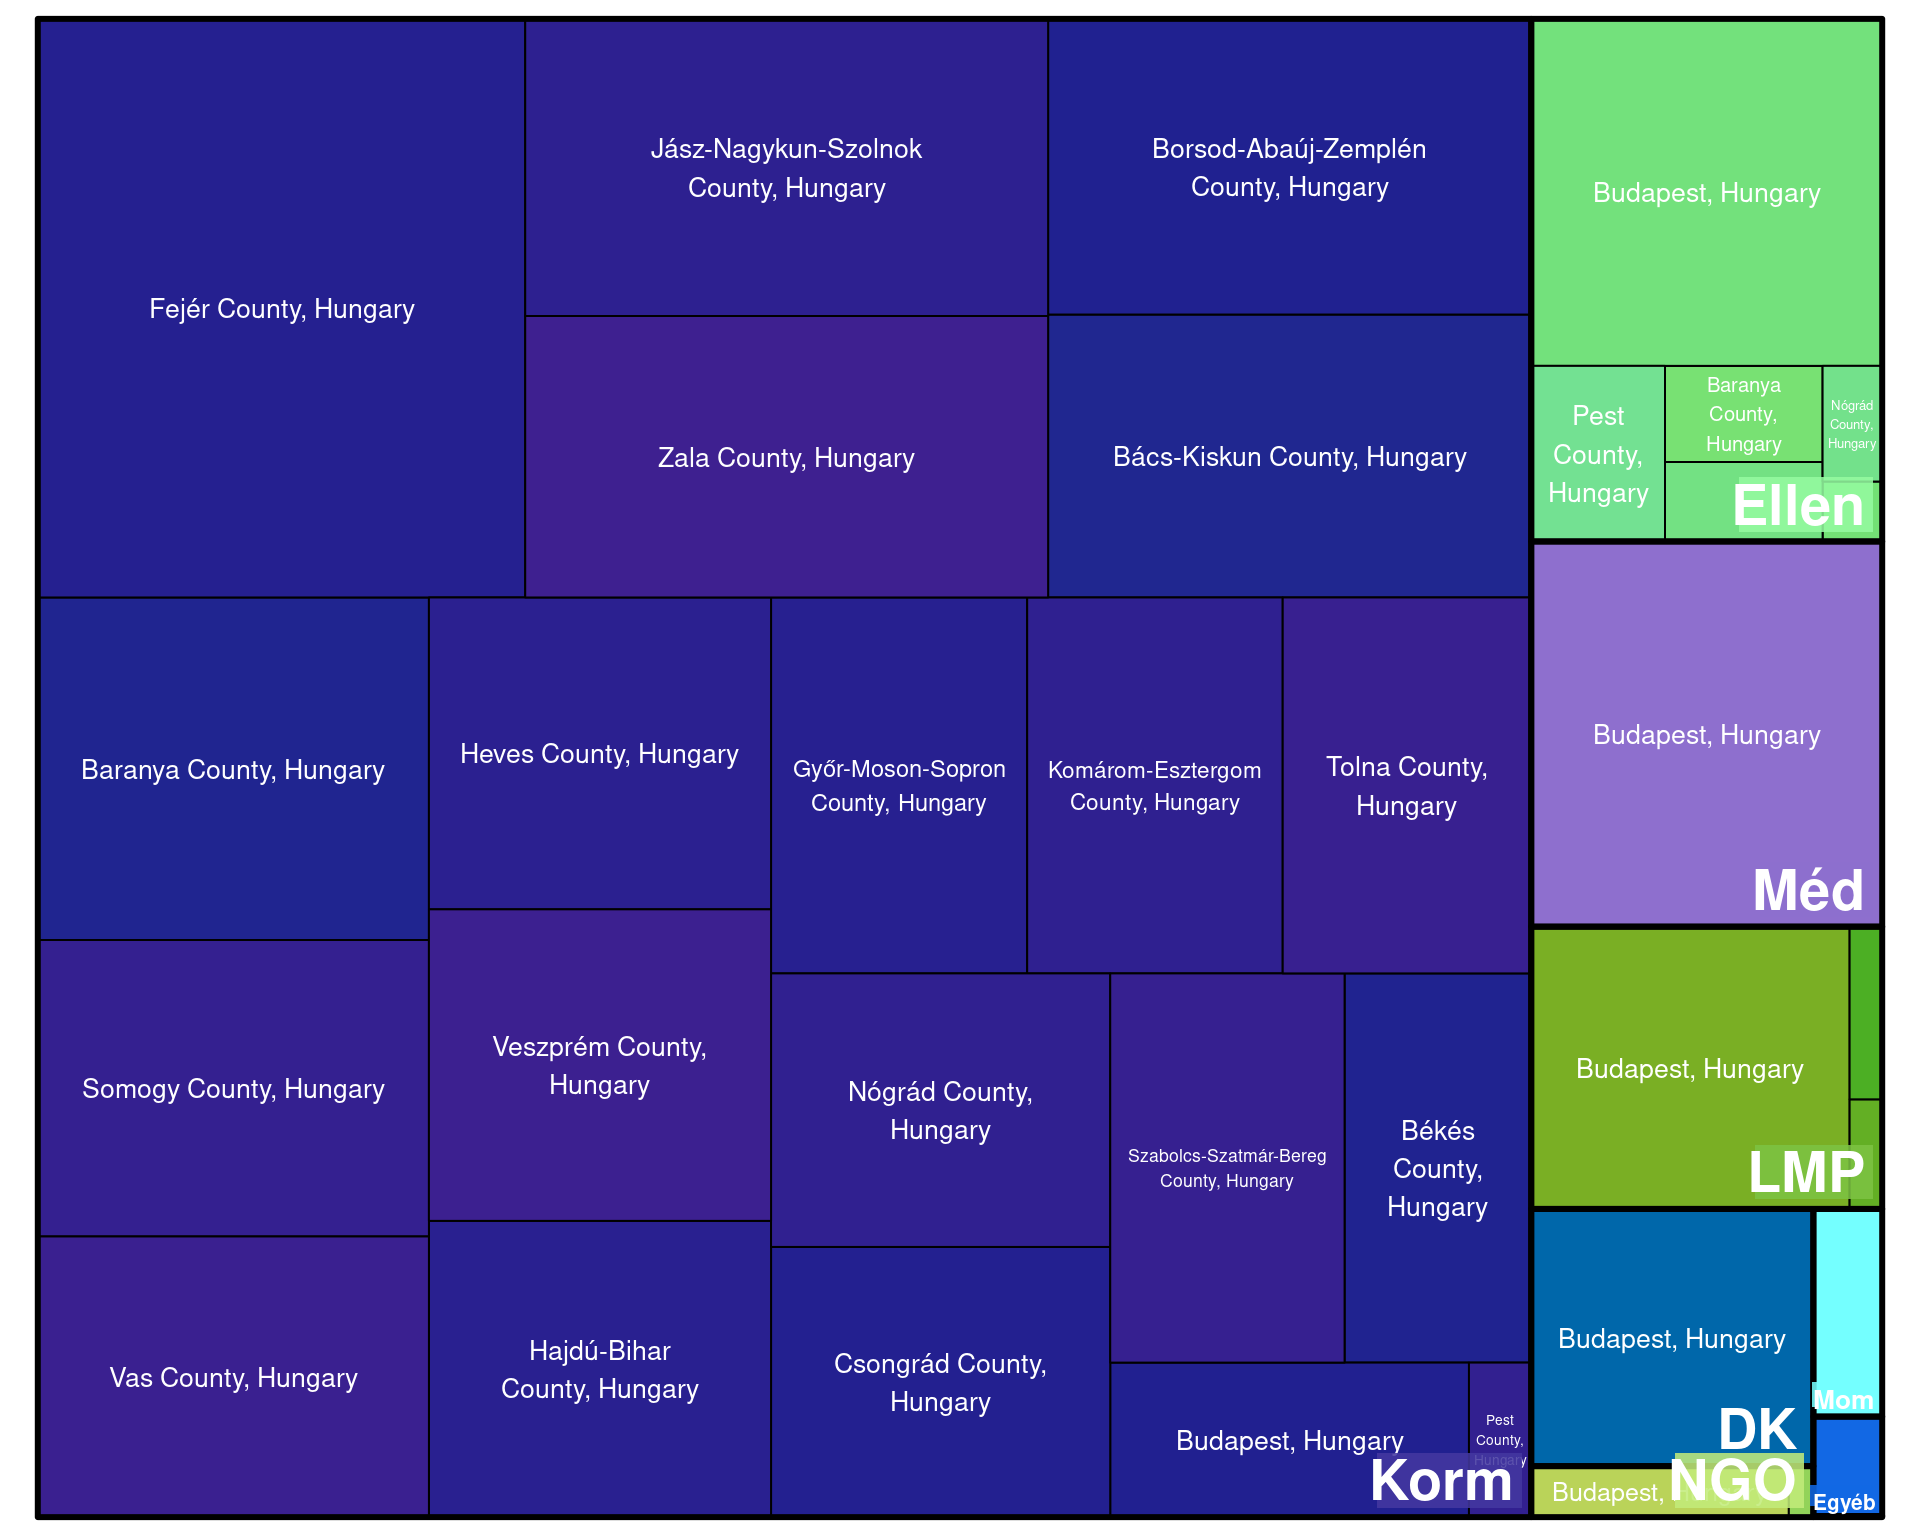 Fejér County, Hungary
Jász-Nagykun-Szolnok
County, Hungary
Borsod-Abaúj-Zemplén
County, Hungary
Zala County, Hungary
Bács-Kiskun County, Hungary
Baranya County, Hungary
Heves County, Hungary
Győr-Moson-Sopron
County, Hungary
Komárom-Esztergom
County, Hungary
Tolna County,
Hungary
Somogy County, Hungary
Veszprém County,
Hungary
Nógrád County,
Hungary
Szabolcs-Szatmár-Bereg
County, Hungary
Békés
County,
Hungary
Vas County, Hungary
Hajdú-Bihar
County, Hungary
Csongrád County,
Hungary
Budapest, Hungary
Pest
County,
Hungary
Korm
Budapest, Hungary
Pest
County,
Hungary
Baranya
County,
Hungary
Nógrád
County,
Hungary
Ellen
Budapest, Hungary
Méd
Budapest, Hungary
LMP
Budapest, Hungary
DK
Mom
Budapest,
NGO
Egyéb